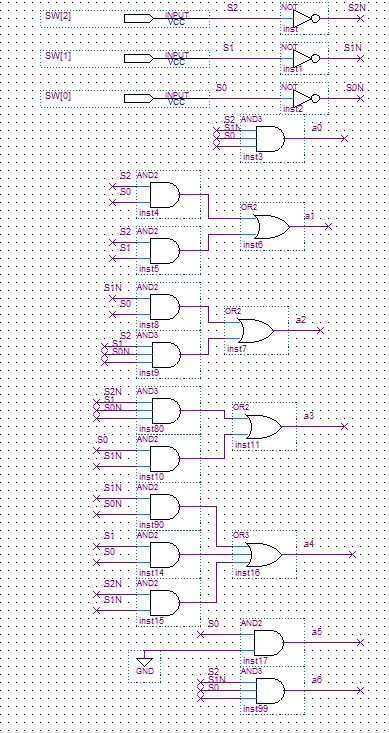 SW[2] INPUT VCC S2 NOT inst S2N
SW[1] INPUT VCC S1 NOT inst1 S1N
SW[0] INPUT VCC S0 NOT inst2 S0N
AND3
S2
S1N
S0
a0
inst3
AND2
S2
S0
inst4
OR2
a1
inst6
AND2
S2
S1
inst5
AND2
S1N
S0
inst8
OR2
a2
inst7
AND3
S2
S1
S0N
inst9
AND3
S2N
S1
S0N
inst80
OR2
a3
inst11
AND2
S0
S1N
inst10
AND2
S1N
S0N
inst90
AND2
S1
S0
inst14
OR3
a4
inst16
AND2
S2N
S1N
inst15
AND2
S0
a5
inst17
GND
AND3
S2
S1N
S0
a6
inst99